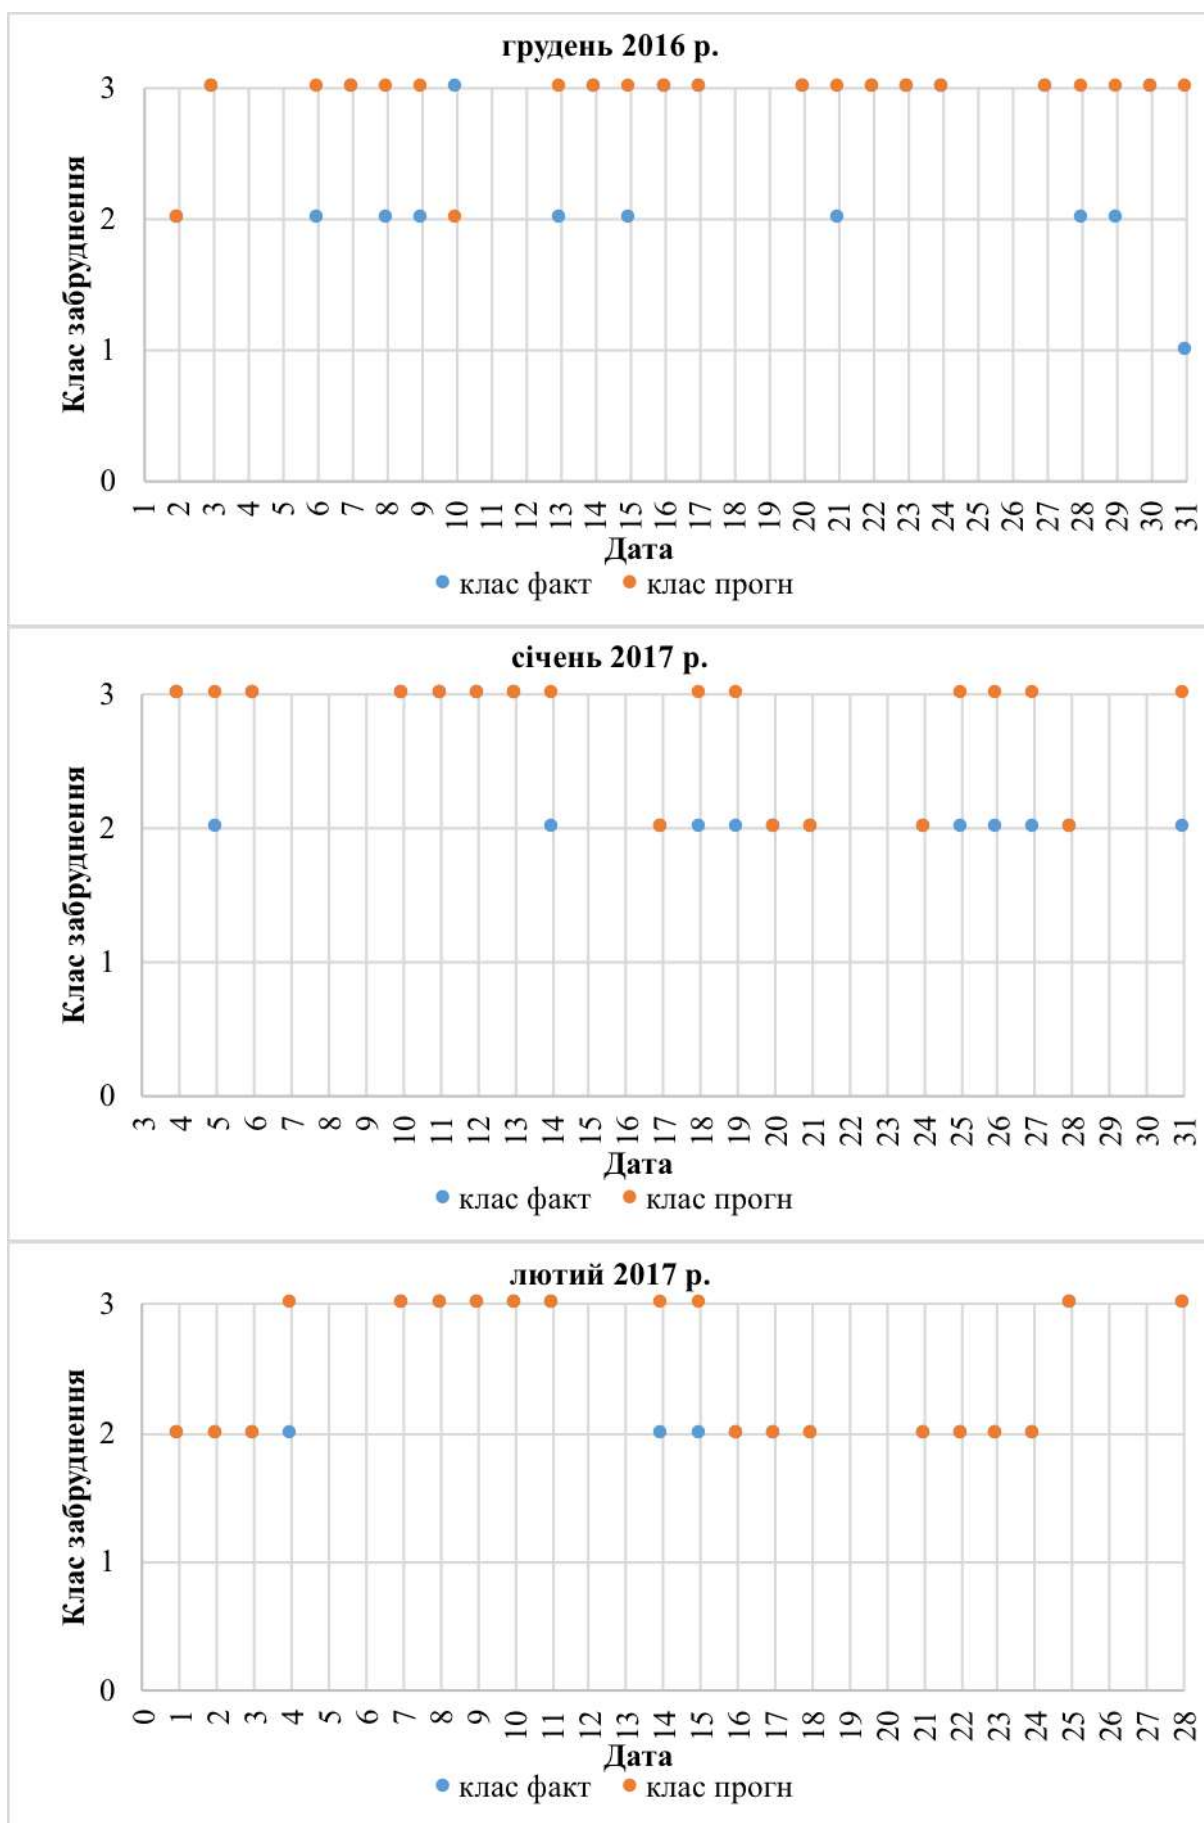 грудень 2016 р.
Клас забруднення
3
2
1
0
1 2 3 4 5 6 7 8 9 10 11 12 13 14 15 16 17 18 19 20 21 22 23 24 25 26 27 28 29 30 31
Дата
клас факт клас прогн
січень 2017 р.
Клас забруднення
3
2
1
0
3 4 5 6 7 8 9 10 11 12 13 14 15 16 17 18 19 20 21 22 23 24 25 26 27 28 29 30 31
Дата
клас факт клас прогн
лютий 2017 р.
Клас забруднення
3
2
1
0
0 1 2 3 4 5 6 7 8 9 10 11 12 13 14 15 16 17 18 19 20 21 22 23 24 25 26 27 28
Дата
клас факт клас прогн